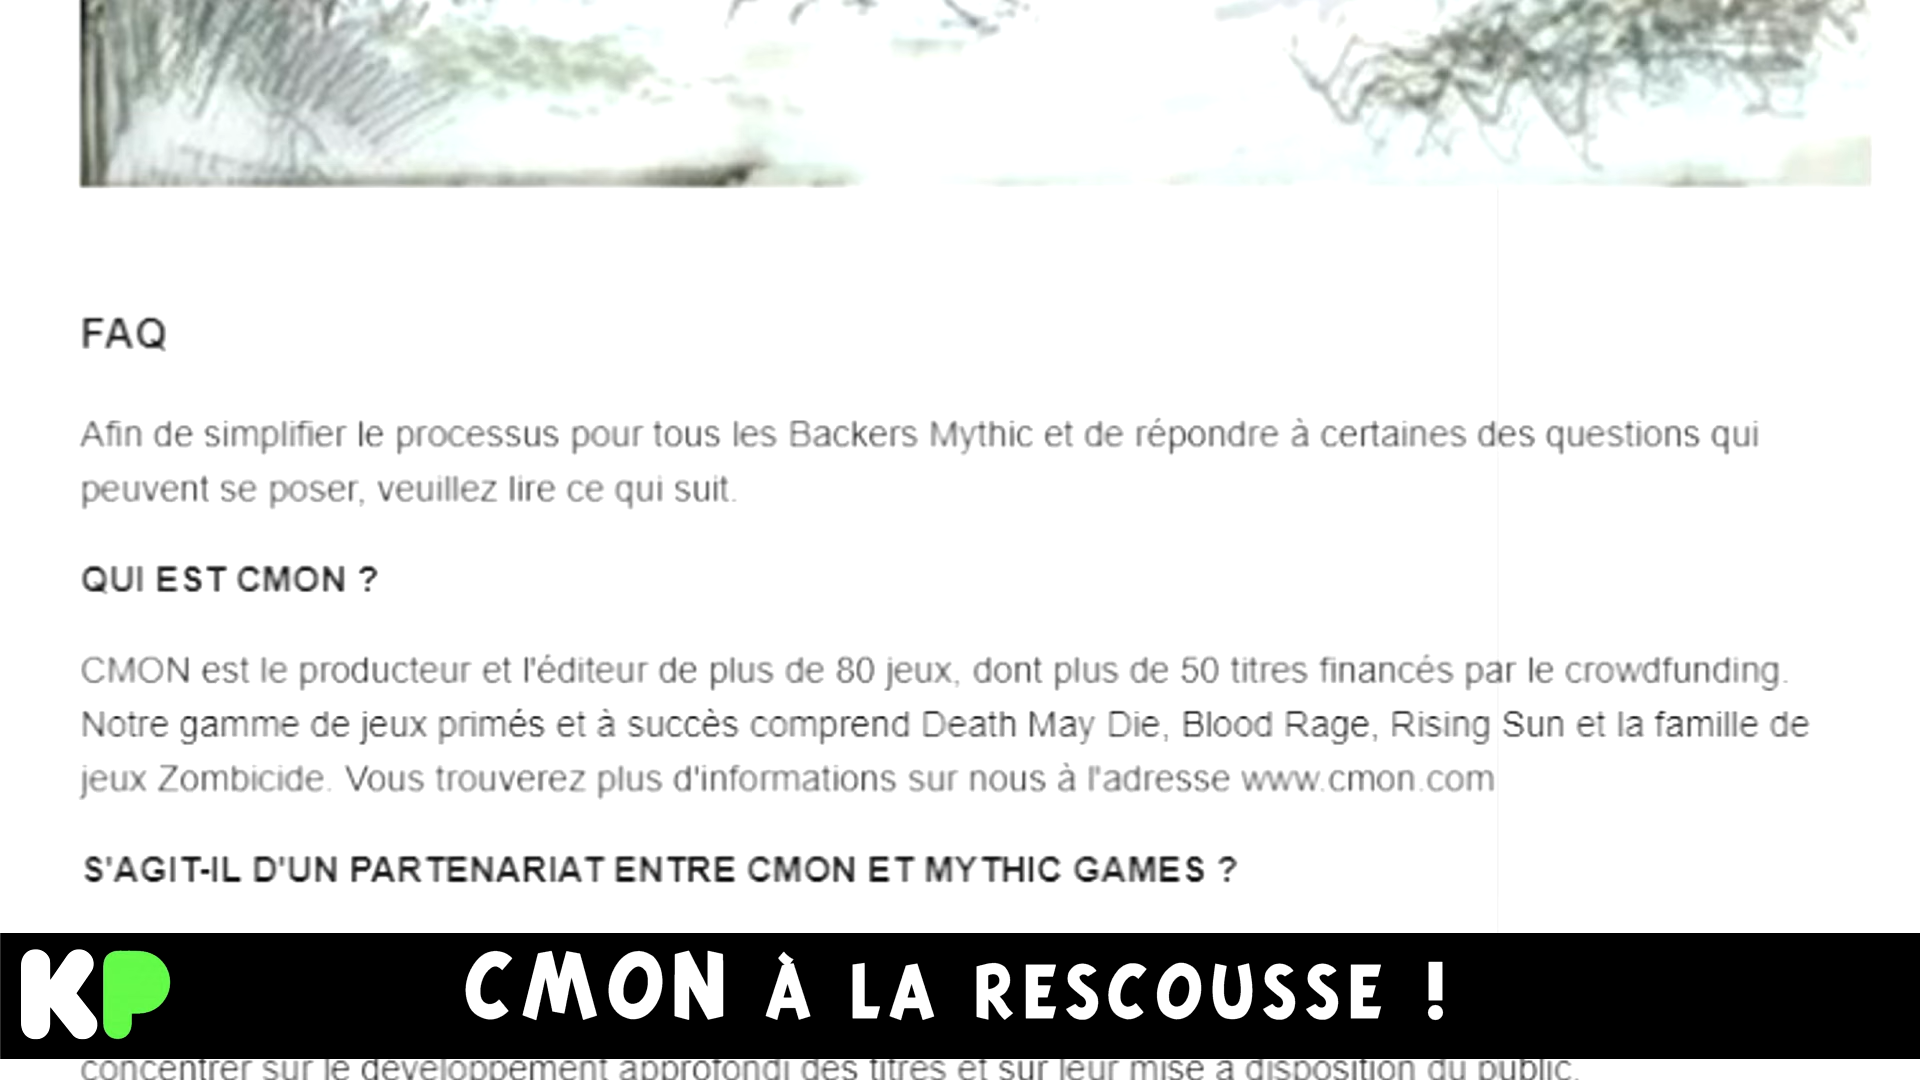 FAQ
Afin de simplifier le processus pour tous les Backers Mythic et de répondre à certaines des questions qui
peuvent se poser, veuillez lire ce qui suit.
QUI EST CMON ?
CMON est le producteur et l'éditeur de plus de 80 jeux, dont plus de 50 titres financés par le crowdfunding.
Notre gamme de jeux primés et à succès comprend Death May Die, Blood Rage, Rising Sun et la famille de
jeux Zombicide. Vous trouverez plus d'informations sur nous à l'adresse www.cmon.com
S'AGIT-IL D'UN PARTENARIAT ENTRE CMON ET MYTHIC GAMES ?
KP
CMON À LA RESCOUSSE !
concentrer sur le développement approfondi des titres et sur leur mise à disposition du public.